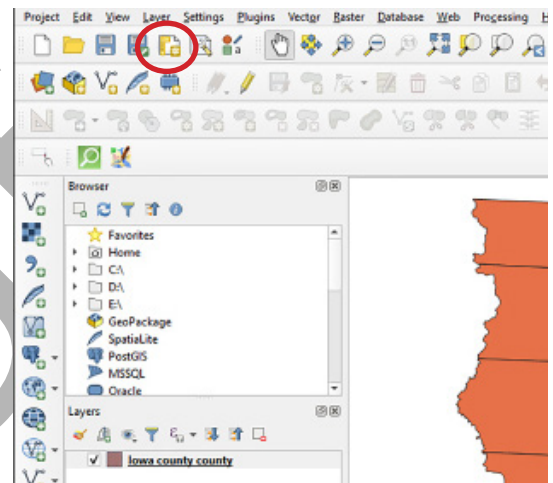 Project Edit View Layer Settings Plugins Vector Raster Database Web Processing H
Browser
Favorites
Home
C:\
D:\
E:\
GeoPackage
SpatiaLite
PostGIS
MSSQL
Oracle
Layers
Iowa county county